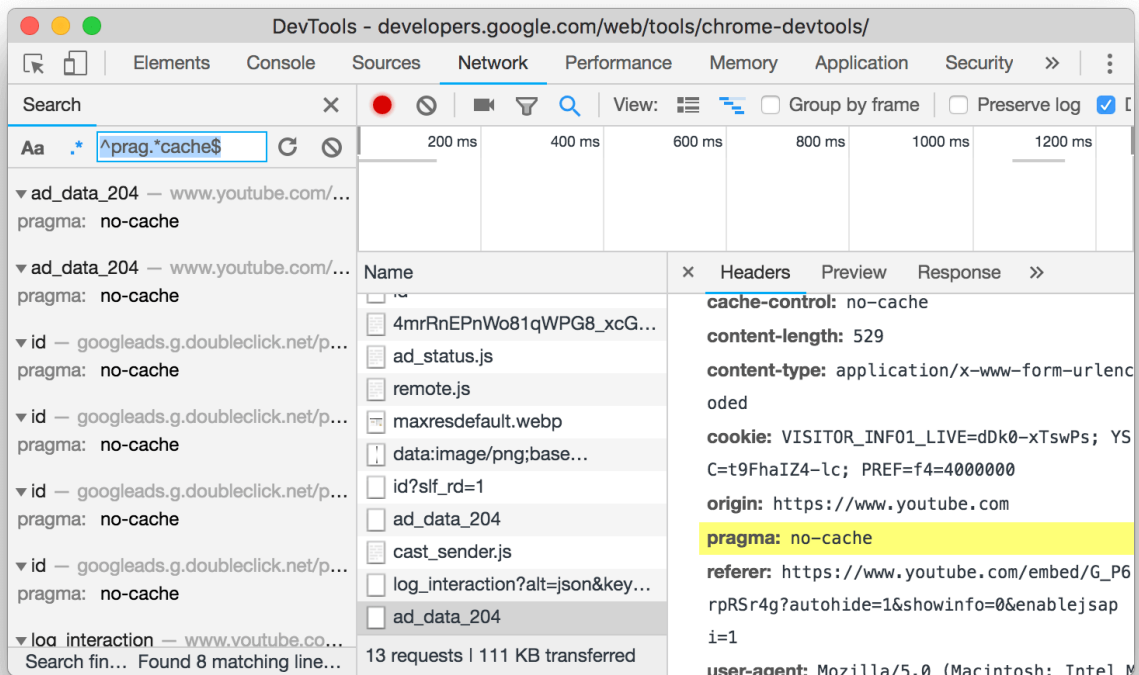 DevTools - developers.google.com/web/tools/chrome-devtools/
Elements Console Sources Network Performance Memory Application Security »
Search
View: Group by frame Preserve log
Aa .* ^prag.*cache$
ad_data_204 — www.youtube.com/…
pragma: no-cache
ad_data_204 — www.youtube.com/…
pragma: no-cache
id — googleads.g.doubleclick.net/p…
pragma: no-cache
id — googleads.g.doubleclick.net/p…
pragma: no-cache
id — googleads.g.doubleclick.net/p…
pragma: no-cache
id — googleads.g.doubleclick.net/p…
pragma: no-cache
log_interaction — www.youtube.co…
Search fin… Found 8 matching line…
200 ms 400 ms 600 ms 800 ms 1000 ms 1200 ms
Name
id
4mrRnEPnWo81qWPG8_xcG…
ad_status.js
remote.js
maxresdefault.webp
data:image/png;base…
id?slf_rd=1
ad_data_204
cast_sender.js
log_interaction?alt=json&key…
ad_data_204
13 requests | 111 KB transferred
× Headers Preview Response »
cache-control: no-cache
content-length: 529
content-type: application/x-www-form-urlenc
oded
cookie: VISITOR_INFO1_LIVE=dDk0-xTswPs; YS
C=t9FhaIZ4-lc; PREF=f4=4000000
origin: https://www.youtube.com
pragma: no-cache
referer: https://www.youtube.com/embed/G_P6
rpRSr4g?autohide=1&showinfo=0&enablejsap
i=1
user-agent: Mozilla/5.0 (Macintosh; Intel M